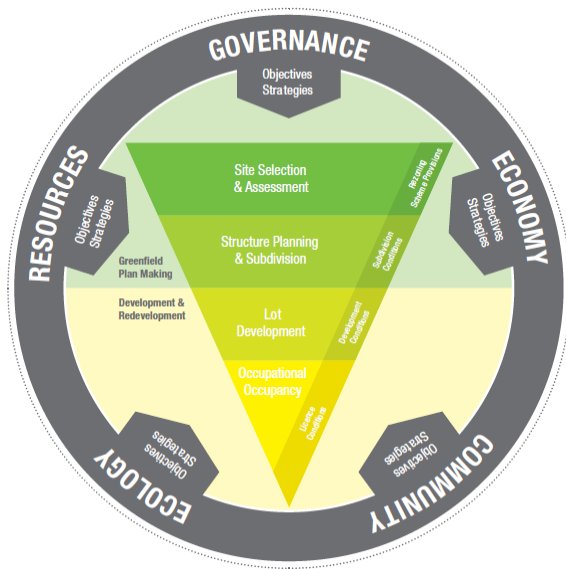 GOVERNANCE
Objectives
Strategies
RESOURCES
Objectives
Strategies
ECONOMY
Objectives
Strategies
Site Selection
& Assessment
Rezoning
Scheme Provisions
Structure Planning
& Subdivision
Subdivision
Conditions
Greenfield
Plan Making
Development &
Redevelopment
Lot
Development
Development
Conditions
Occupational
Occupancy
Licence
Conditions
ECOLOGY
Objectives
Strategies
COMMUNITY
Objectives
Strategies